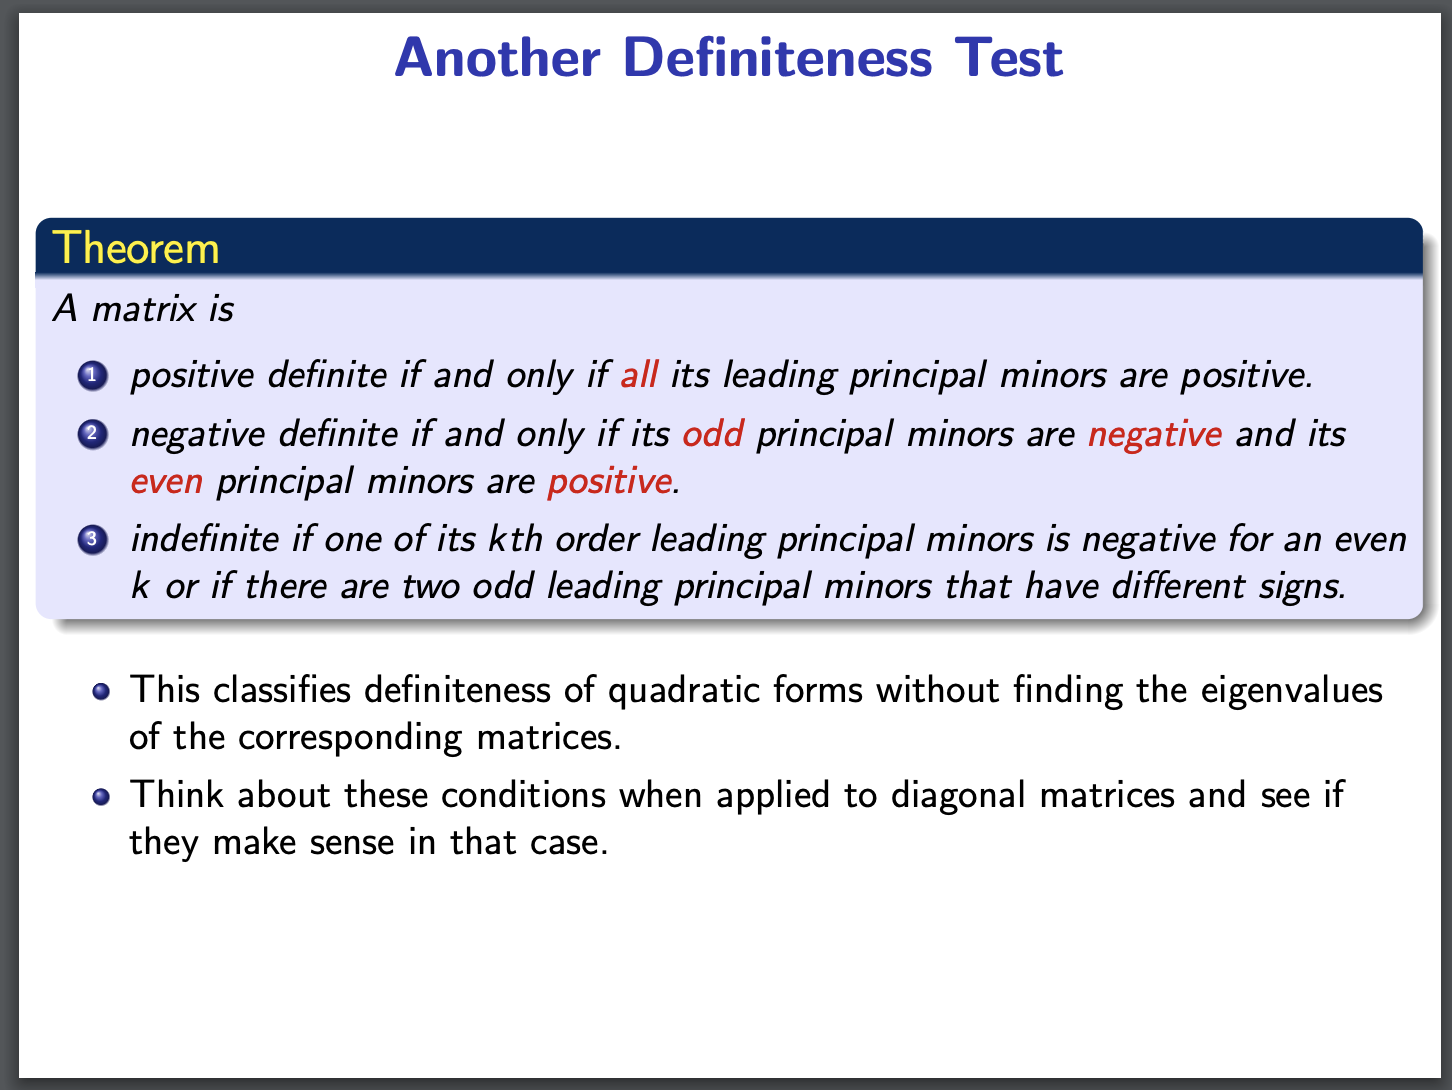 Another Definiteness Test
Theorem
A matrix is
1 positive definite if and only if all its leading principal minors are positive.
2 negative definite if and only if its odd principal minors are negative and its
even principal minors are positive.
3 indefinite if one of its kth order leading principal minors is negative for an even
k or if there are two odd leading principal minors that have different signs.
This classifies definiteness of quadratic forms without finding the eigenvalues
of the corresponding matrices.
Think about these conditions when applied to diagonal matrices and see if
they make sense in that case.